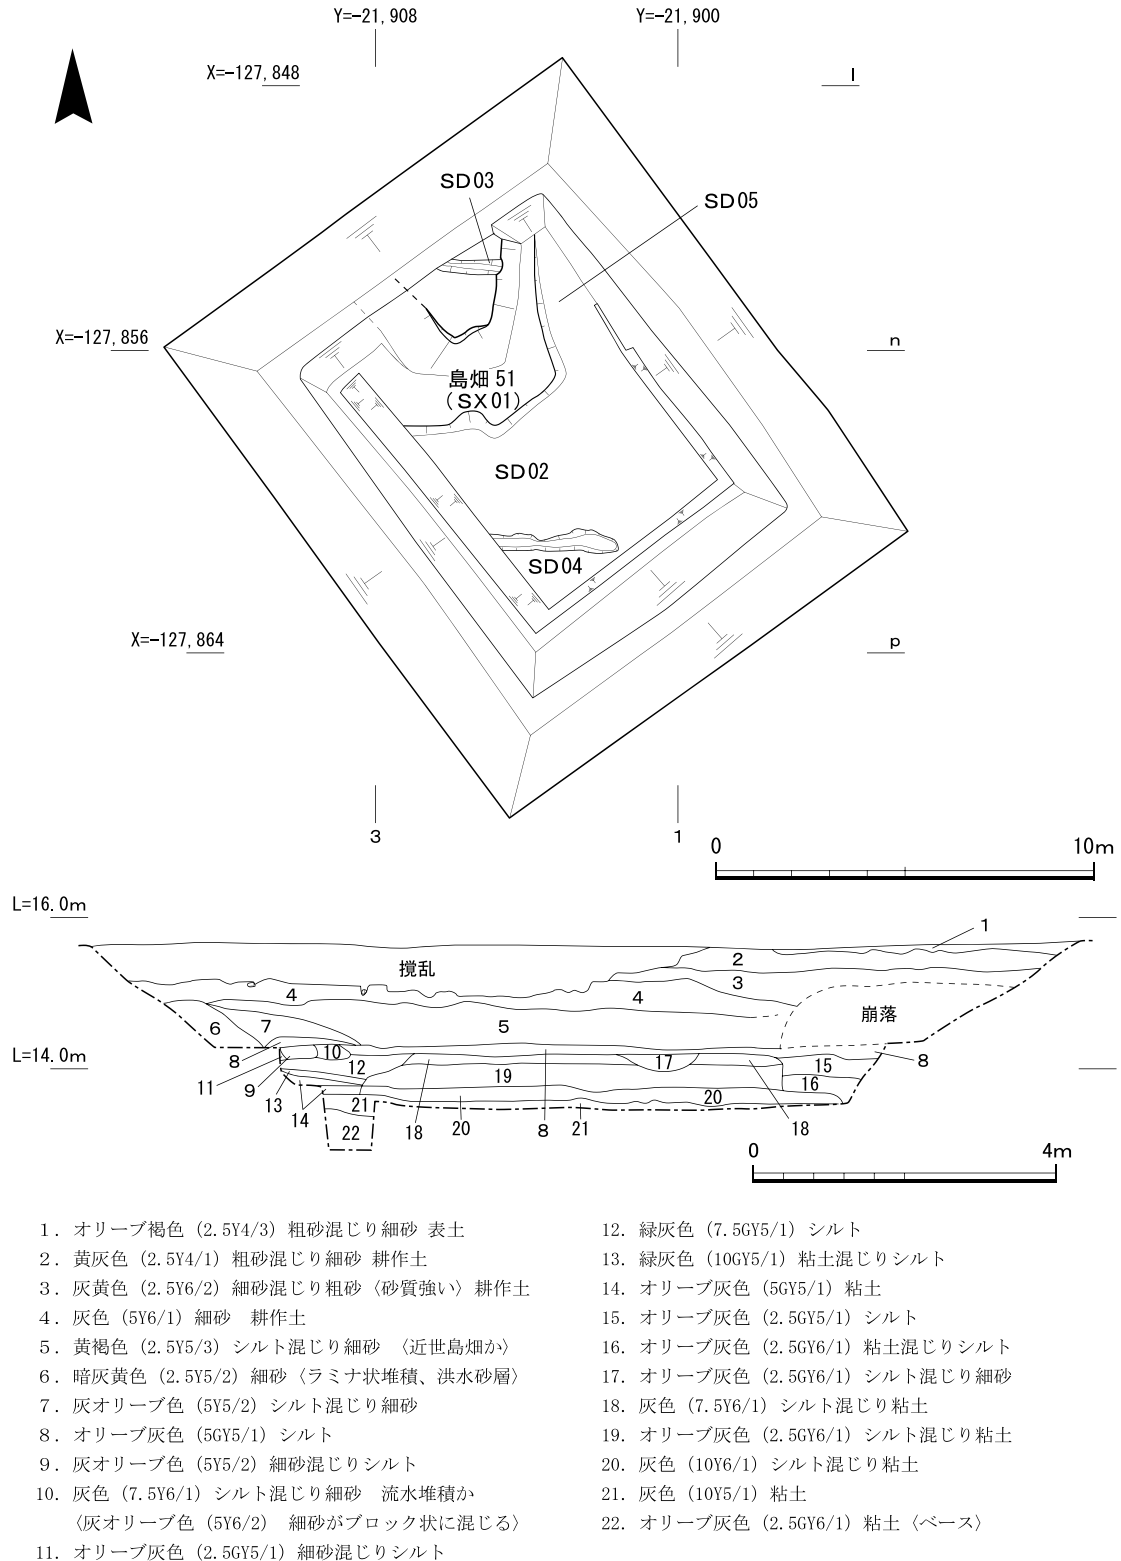 Y=-21,908
Y=-21,900
X=-127,848
l
SD03
SD05
X=-127,856
n
島畑 51
(SX01)
SD02
SD04
X=-127,864
p
3
1
0
10m
L=16.0m
1
撹乱
2
3
4
4
崩落
6
7
5
L=14.0m
8
10
17
15
8
11
12
18
19
16
9
13
14
21
20
22
18
20
8
21
18
0
4m
1. オリーブ褐色(2.5Y4/3)粗砂混じり細砂 表土
2. 黄灰色(2.5Y4/1)粗砂混じり細砂 耕作土
3. 灰黄色(2.5Y6/2)細砂混じり粗砂〈砂質強い〉耕作土
4. 灰色(5Y6/1)細砂 耕作土
5. 黄褐色(2.5Y5/3)シルト混じり細砂 〈近世島畑か〉
6. 暗灰黄色(2.5Y5/2)細砂〈ラミナ状堆積、洪水砂層〉
7. 灰オリーブ色(5Y5/2)シルト混じり細砂
8. オリーブ灰色(5GY5/1)シルト
9. 灰オリーブ色(5Y5/2)細砂混じりシルト
10. 灰色(7.5Y6/1)シルト混じり細砂 流水堆積か
〈灰オリーブ色(5Y6/2) 細砂がブロック状に混じる〉
11. オリーブ灰色(2.5GY5/1)細砂混じりシルト
12. 緑灰色(7.5GY5/1)シルト
13. 緑灰色(10GY5/1)粘土混じりシルト
14. オリーブ灰色(5GY5/1)粘土
15. オリーブ灰色(2.5GY5/1)シルト
16. オリーブ灰色(2.5GY6/1)粘土混じりシルト
17. オリーブ灰色(2.5GY6/1)シルト混じり細砂
18. 灰色(7.5Y6/1)シルト混じり粘土
19. オリーブ灰色(2.5GY6/1)シルト混じり粘土
20. 灰色(10Y6/1)シルト混じり粘土
21. 灰色(10Y5/1)粘土
22. オリーブ灰色(2.5GY6/1)粘土〈ベース〉